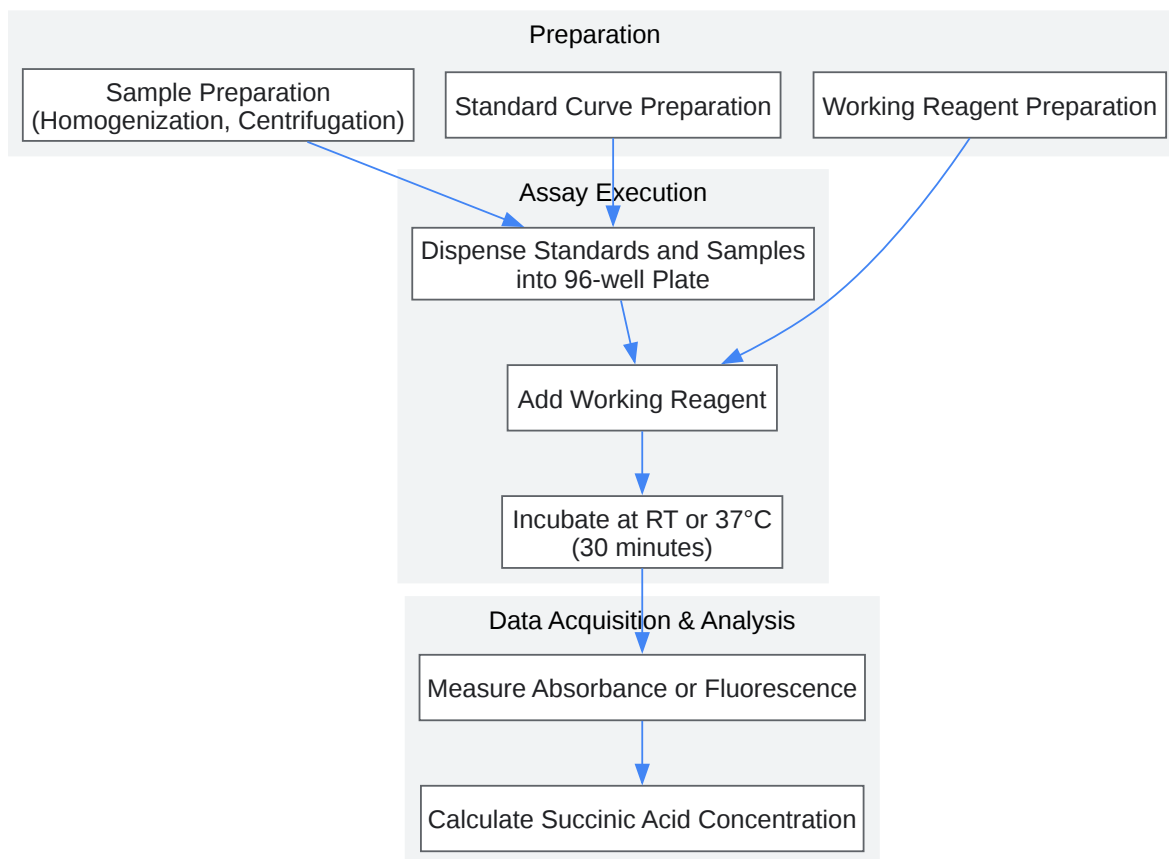 Preparation
Sample Preparation
(Homogenization, Centrifugation)
Standard Curve Preparation
Working Reagent Preparation
Assay Execution
Dispense Standards and Samples
into 96-well Plate
Add Working Reagent
Incubate at RT or 37°C
(30 minutes)
Data Acquisition & Analysis
Measure Absorbance or Fluorescence
Calculate Succinic Acid Concentration